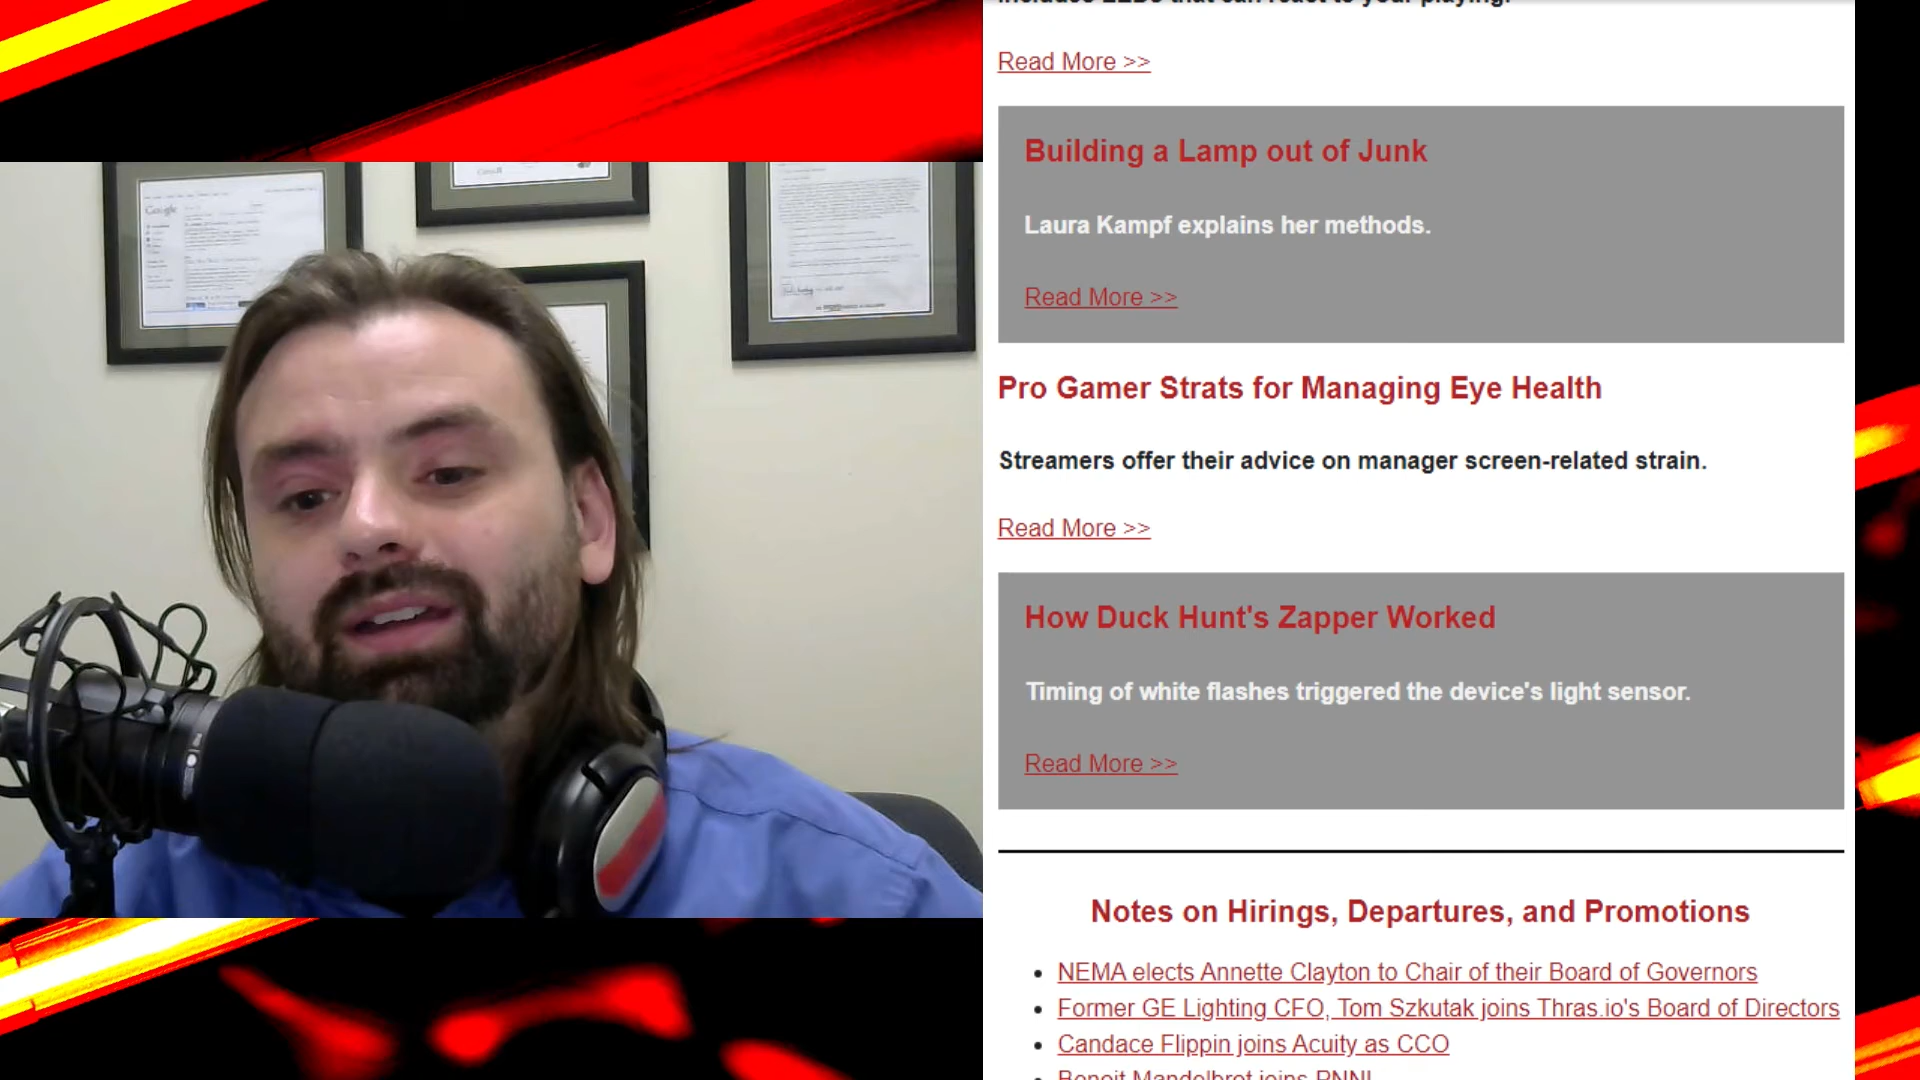 Google
Read More >>
Building a Lamp out of Junk
Laura Kampf explains her methods.
Read More >>
Pro Gamer Strats for Managing Eye Health
Streamers offer their advice on manager screen-related strain.
Read More >>
How Duck Hunt's Zapper Worked
Timing of white flashes triggered the device's light sensor.
Read More >>
Notes on Hirings, Departures, and Promotions
NEMA elects Annette Clayton to Chair of their Board of Governors
Former GE Lighting CFO, Tom Szkutak joins Thras.io's Board of Directors
Candace Flippin joins Acuity as CCO